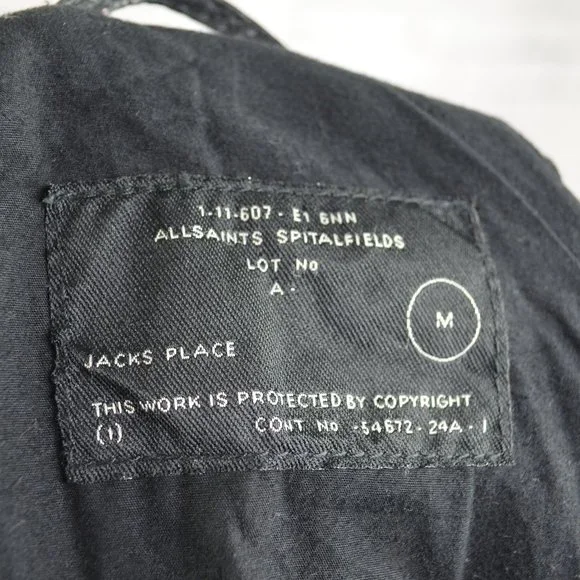 1-11-607 - E1 6NN
ALLSAINTS SPITALFIELDS
LOT No
A -
M
JACKS PLACE
THIS WORK IS PROTECTED BY COPYRIGHT
(1) CONT No -54672-24A-1